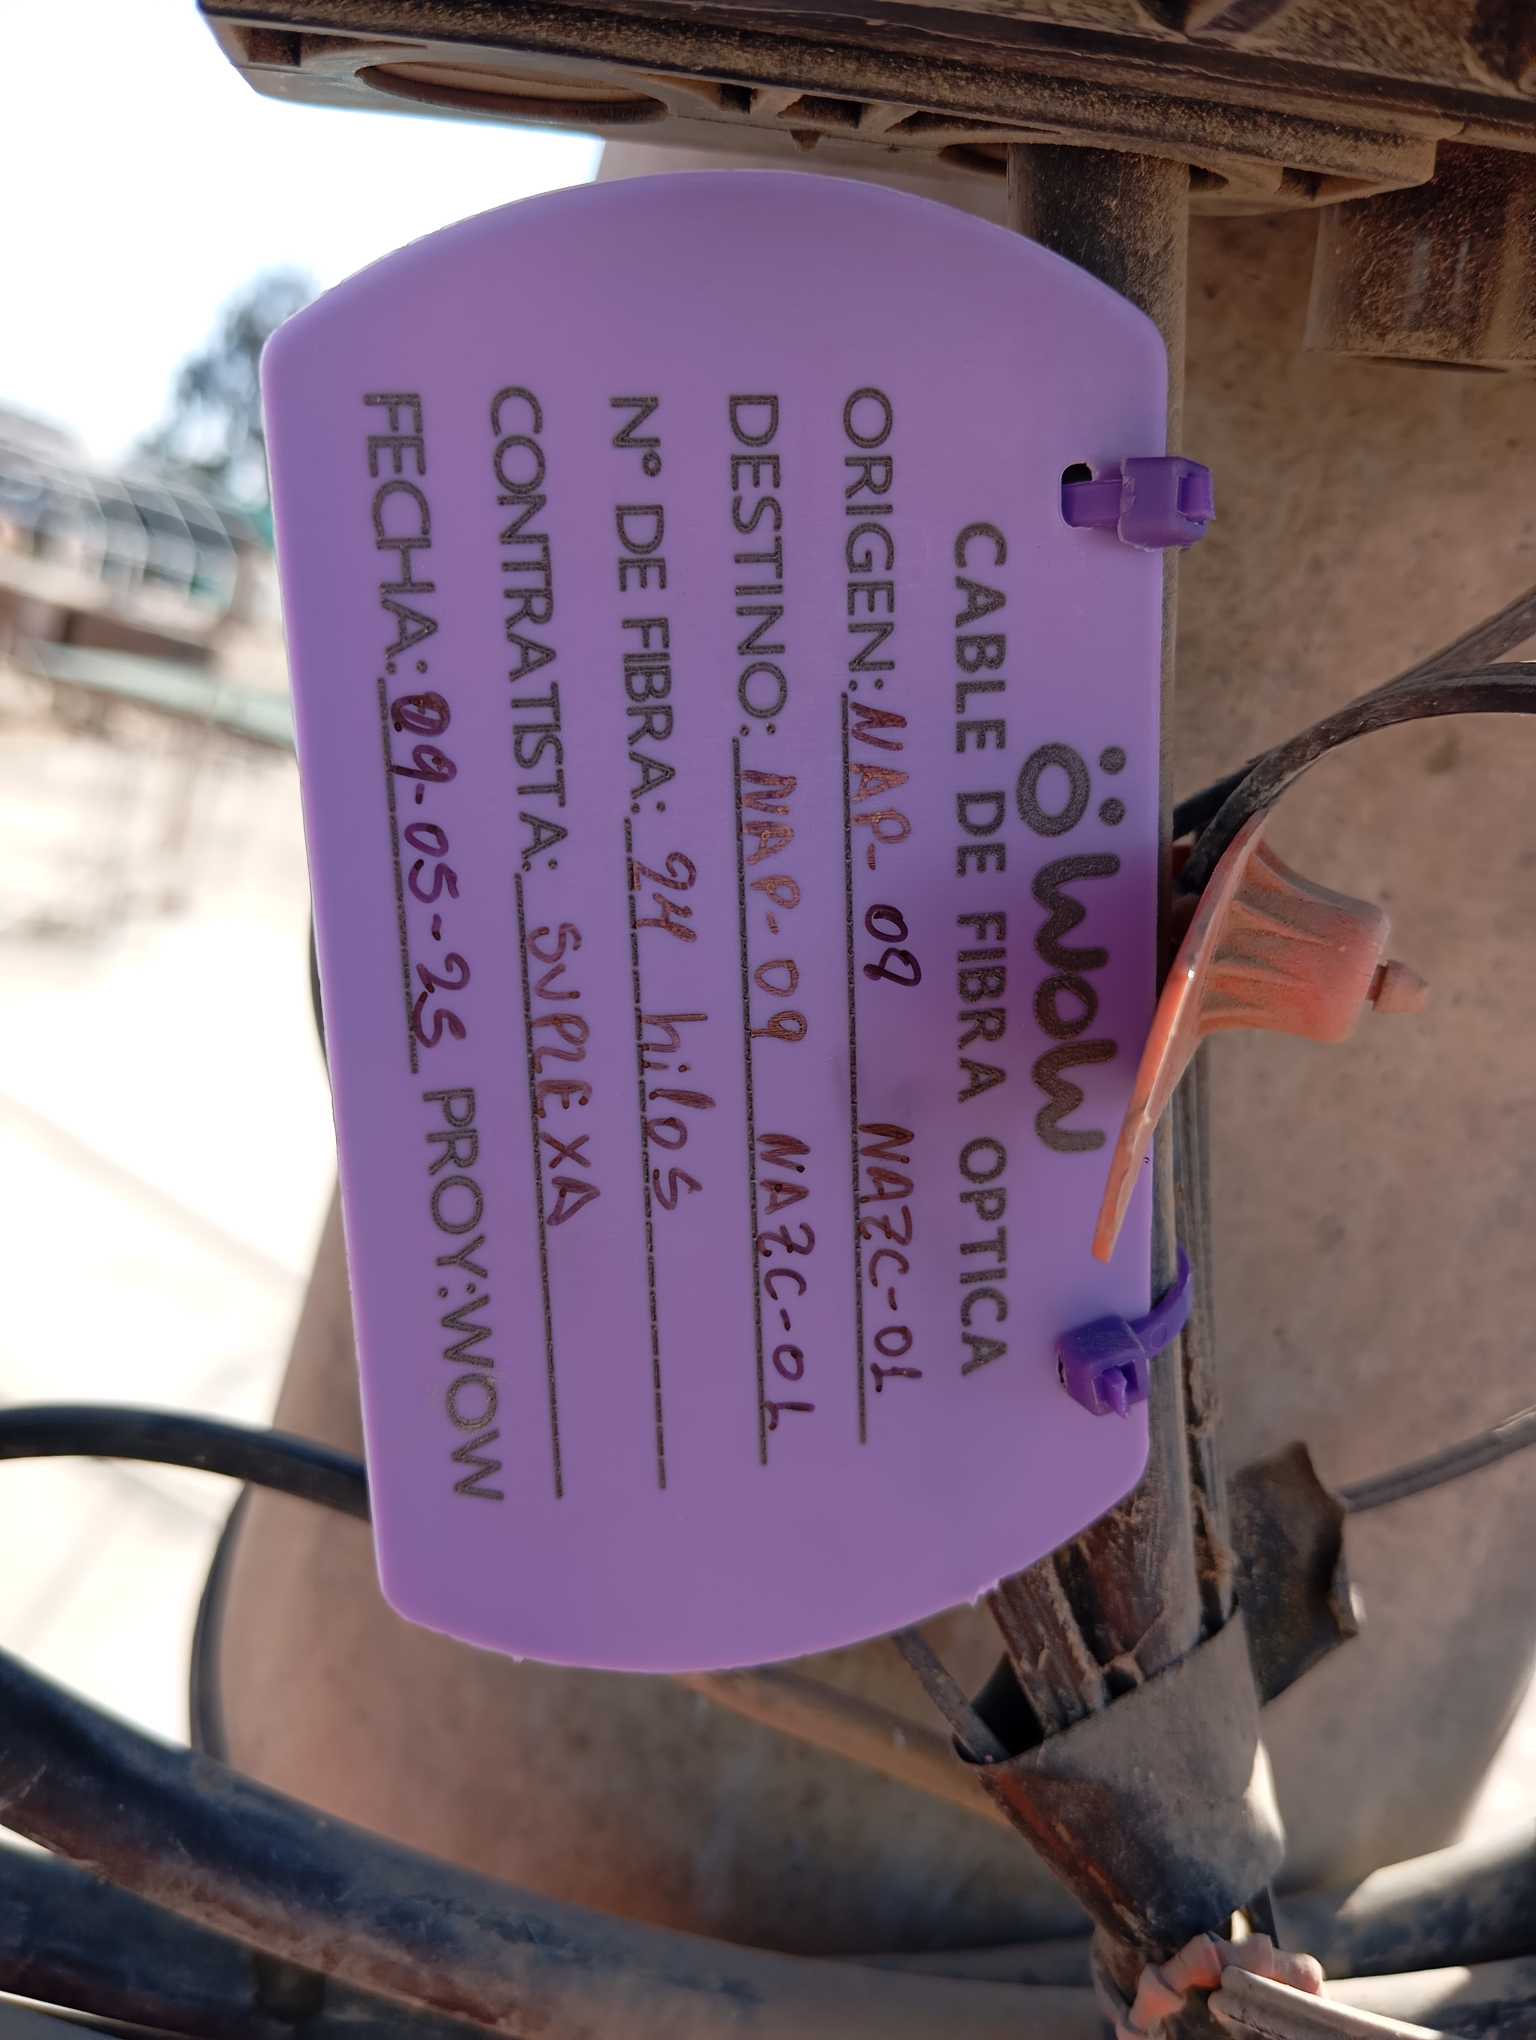 wow
CABLE DE FIBRA OPTICA
ORIGEN: NAP-09 NAZC-01
DESTINO: NAP-09 NAZC-01
N° DE FIBRA: 24 hilos
CONTRATISTA: SUPLEXA
FECHA: 09-05-25 PROY:WOW